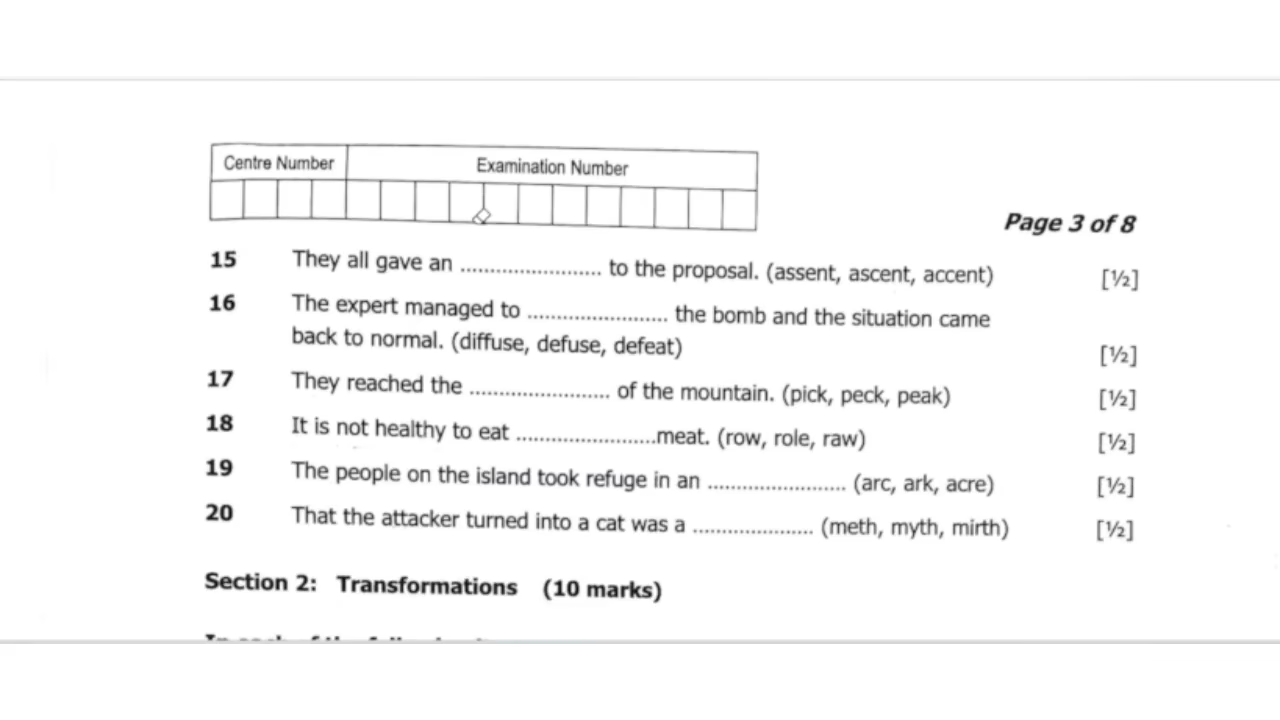 Centre Number Examination Number
Page 3 of 8
15 They all gave an ........................ to the proposal. (assent, ascent, accent) [½]
16 The expert managed to ........................ the bomb and the situation came
back to normal. (diffuse, defuse, defeat) [½]
17 They reached the ........................ of the mountain. (pick, peck, peak) [½]
18 It is not healthy to eat ........................meat. (row, role, raw) [½]
19 The people on the island took refuge in an ........................ (arc, ark, acre) [½]
20 That the attacker turned into a cat was a ..................... (meth, myth, mirth) [½]
Section 2: Transformations (10 marks)